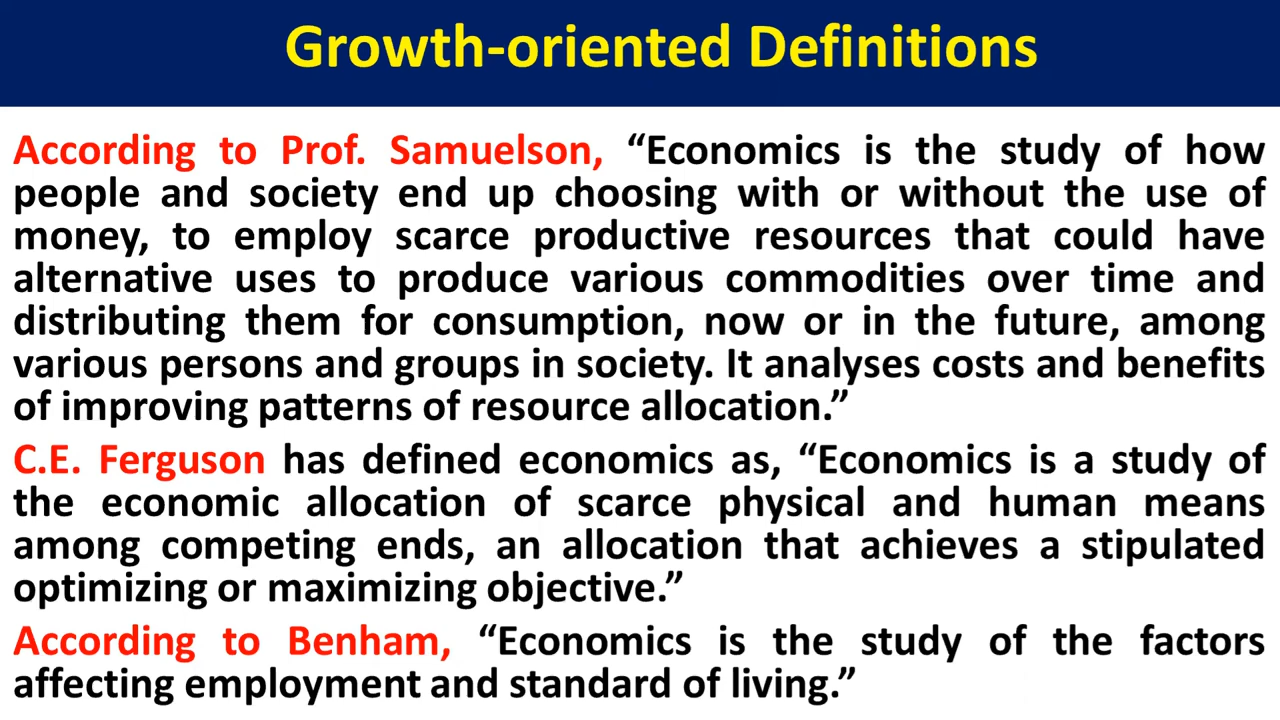 Growth-oriented Definitions
According to Prof. Samuelson, “Economics is the study of how
people and society end up choosing with or without the use of
money, to employ scarce productive resources that could have
alternative uses to produce various commodities over time and
distributing them for consumption, now or in the future, among
various persons and groups in society. It analyses costs and benefits
of improving patterns of resource allocation.”
C.E. Ferguson has defined economics as, “Economics is a study of
the economic allocation of scarce physical and human means
among competing ends, an allocation that achieves a stipulated
optimizing or maximizing objective.”
According to Benham, “Economics is the study of the factors
affecting employment and standard of living.”